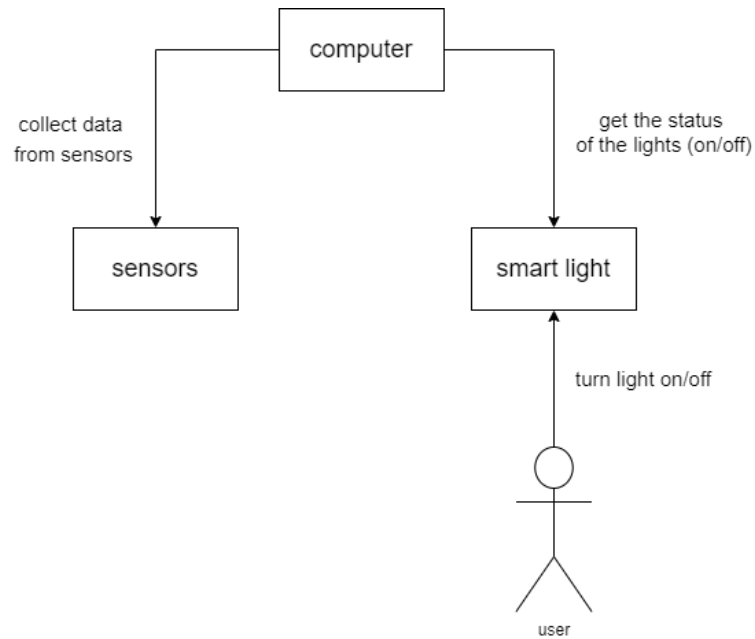 computer
collect data
from sensors
get the status
of the lights (on/off)
sensors
smart light
turn light on/off
user